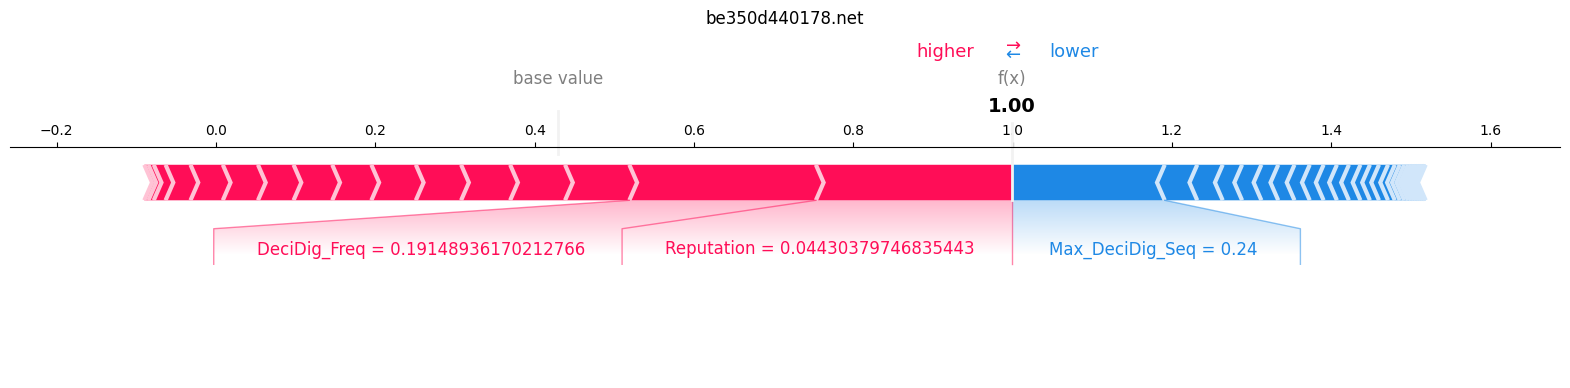 be350d440178.net
higher ⇄ lower
base value f(x)
1.00
−0.2 0.0 0.2 0.4 0.6 0.8 1.0 1.2 1.4 1.6
DeciDig_Freq = 0.19148936170212766 Reputation = 0.04430379746835443 Max_DeciDig_Seq = 0.24